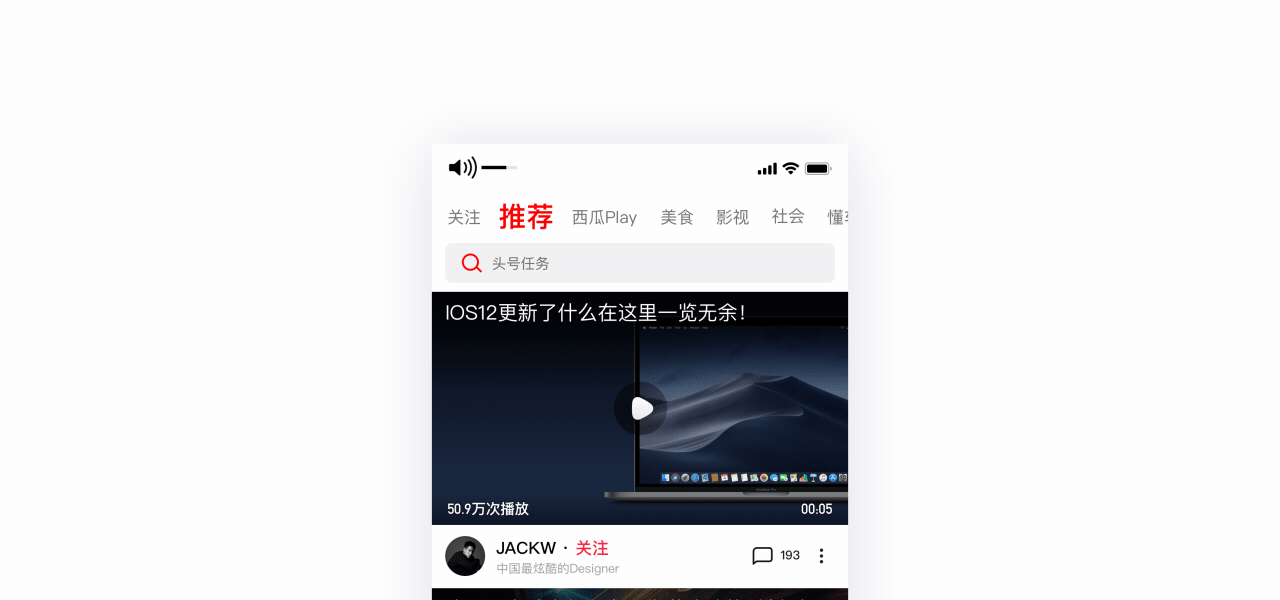 关注 推荐 西瓜Play 美食 影视 社会 懂
头号任务
IOS12更新了什么在这里一览无余！
50.9万次播放 00:05
JACKW · 关注 193
中国最炫酷的Designer